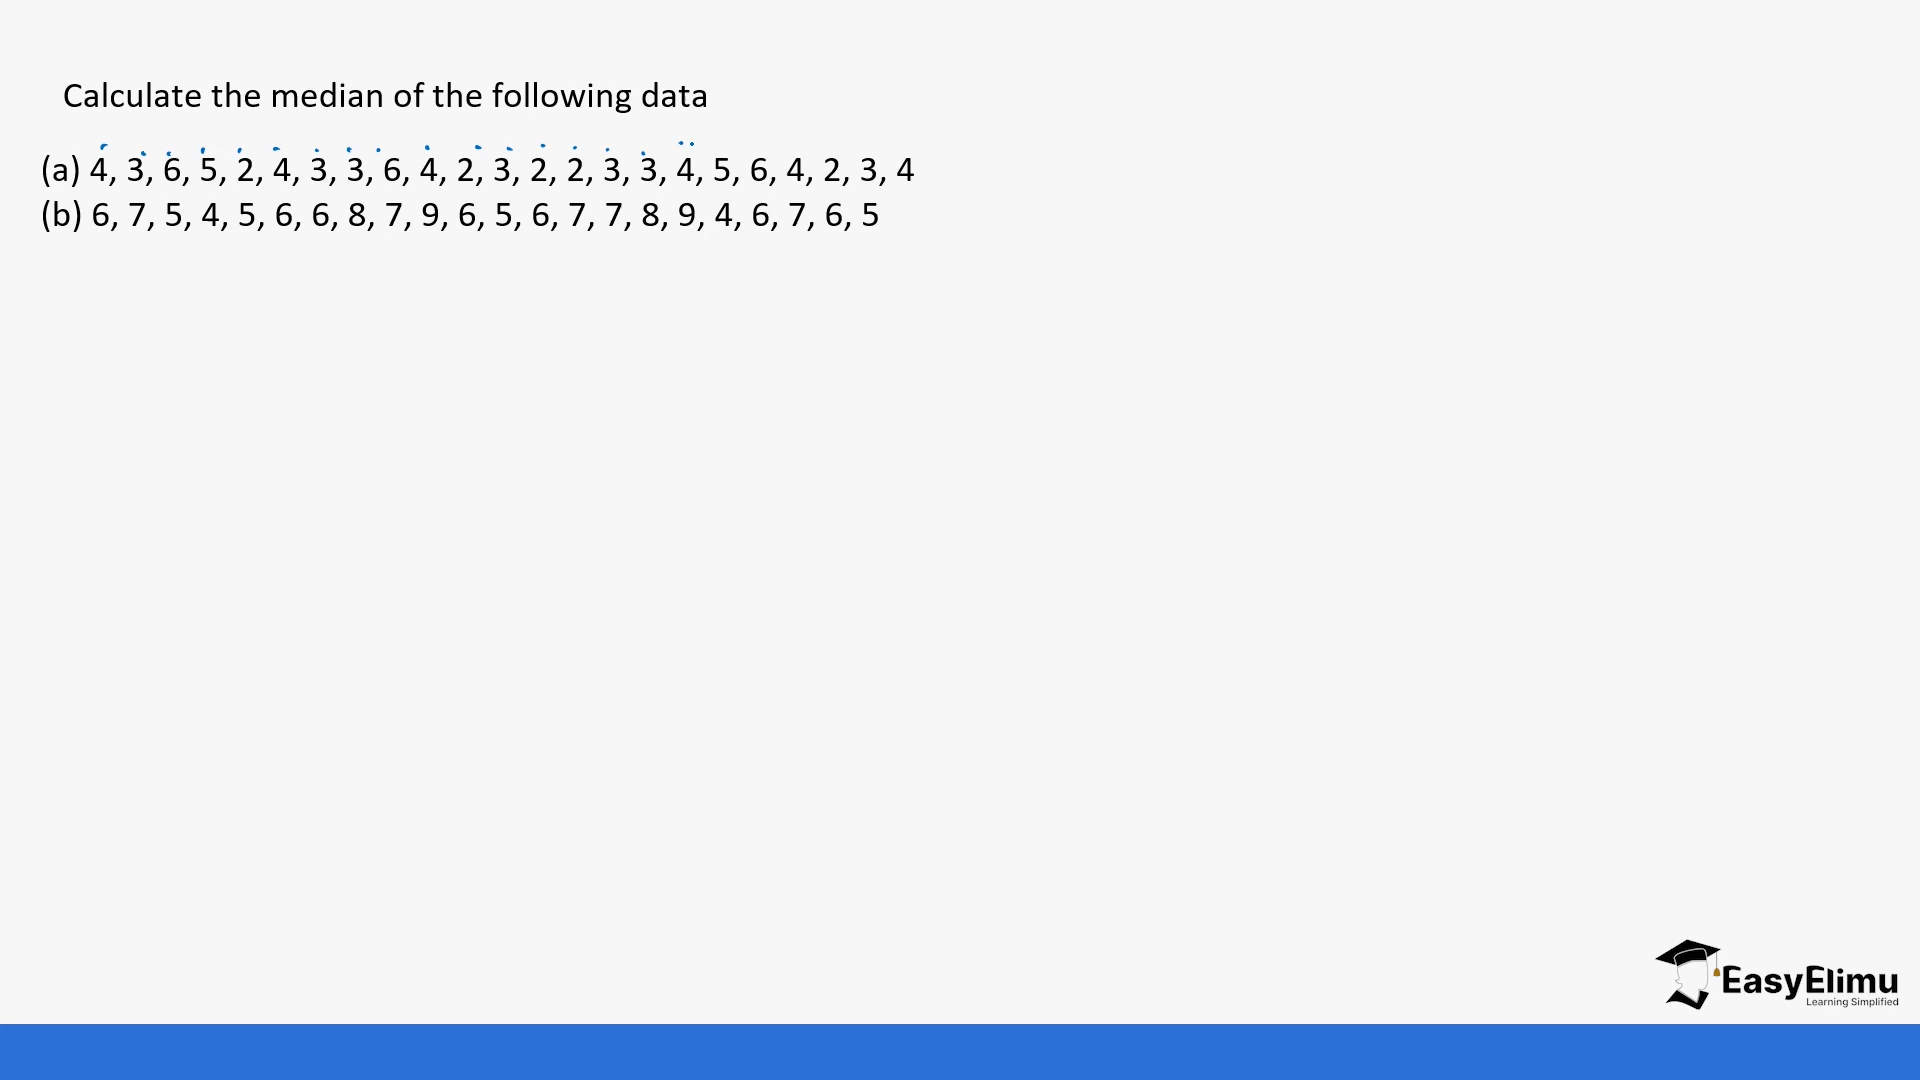 Calculate the median of the following data
(a) 4, 3, 6, 5, 2, 4, 3, 3, 6, 4, 2, 3, 2, 2, 3, 3, 4, 5, 6, 4, 2, 3, 4
(b) 6, 7, 5, 4, 5, 6, 6, 8, 7, 9, 6, 5, 6, 7, 7, 8, 9, 4, 6, 7, 6, 5
EasyElimu
Learning Simplified